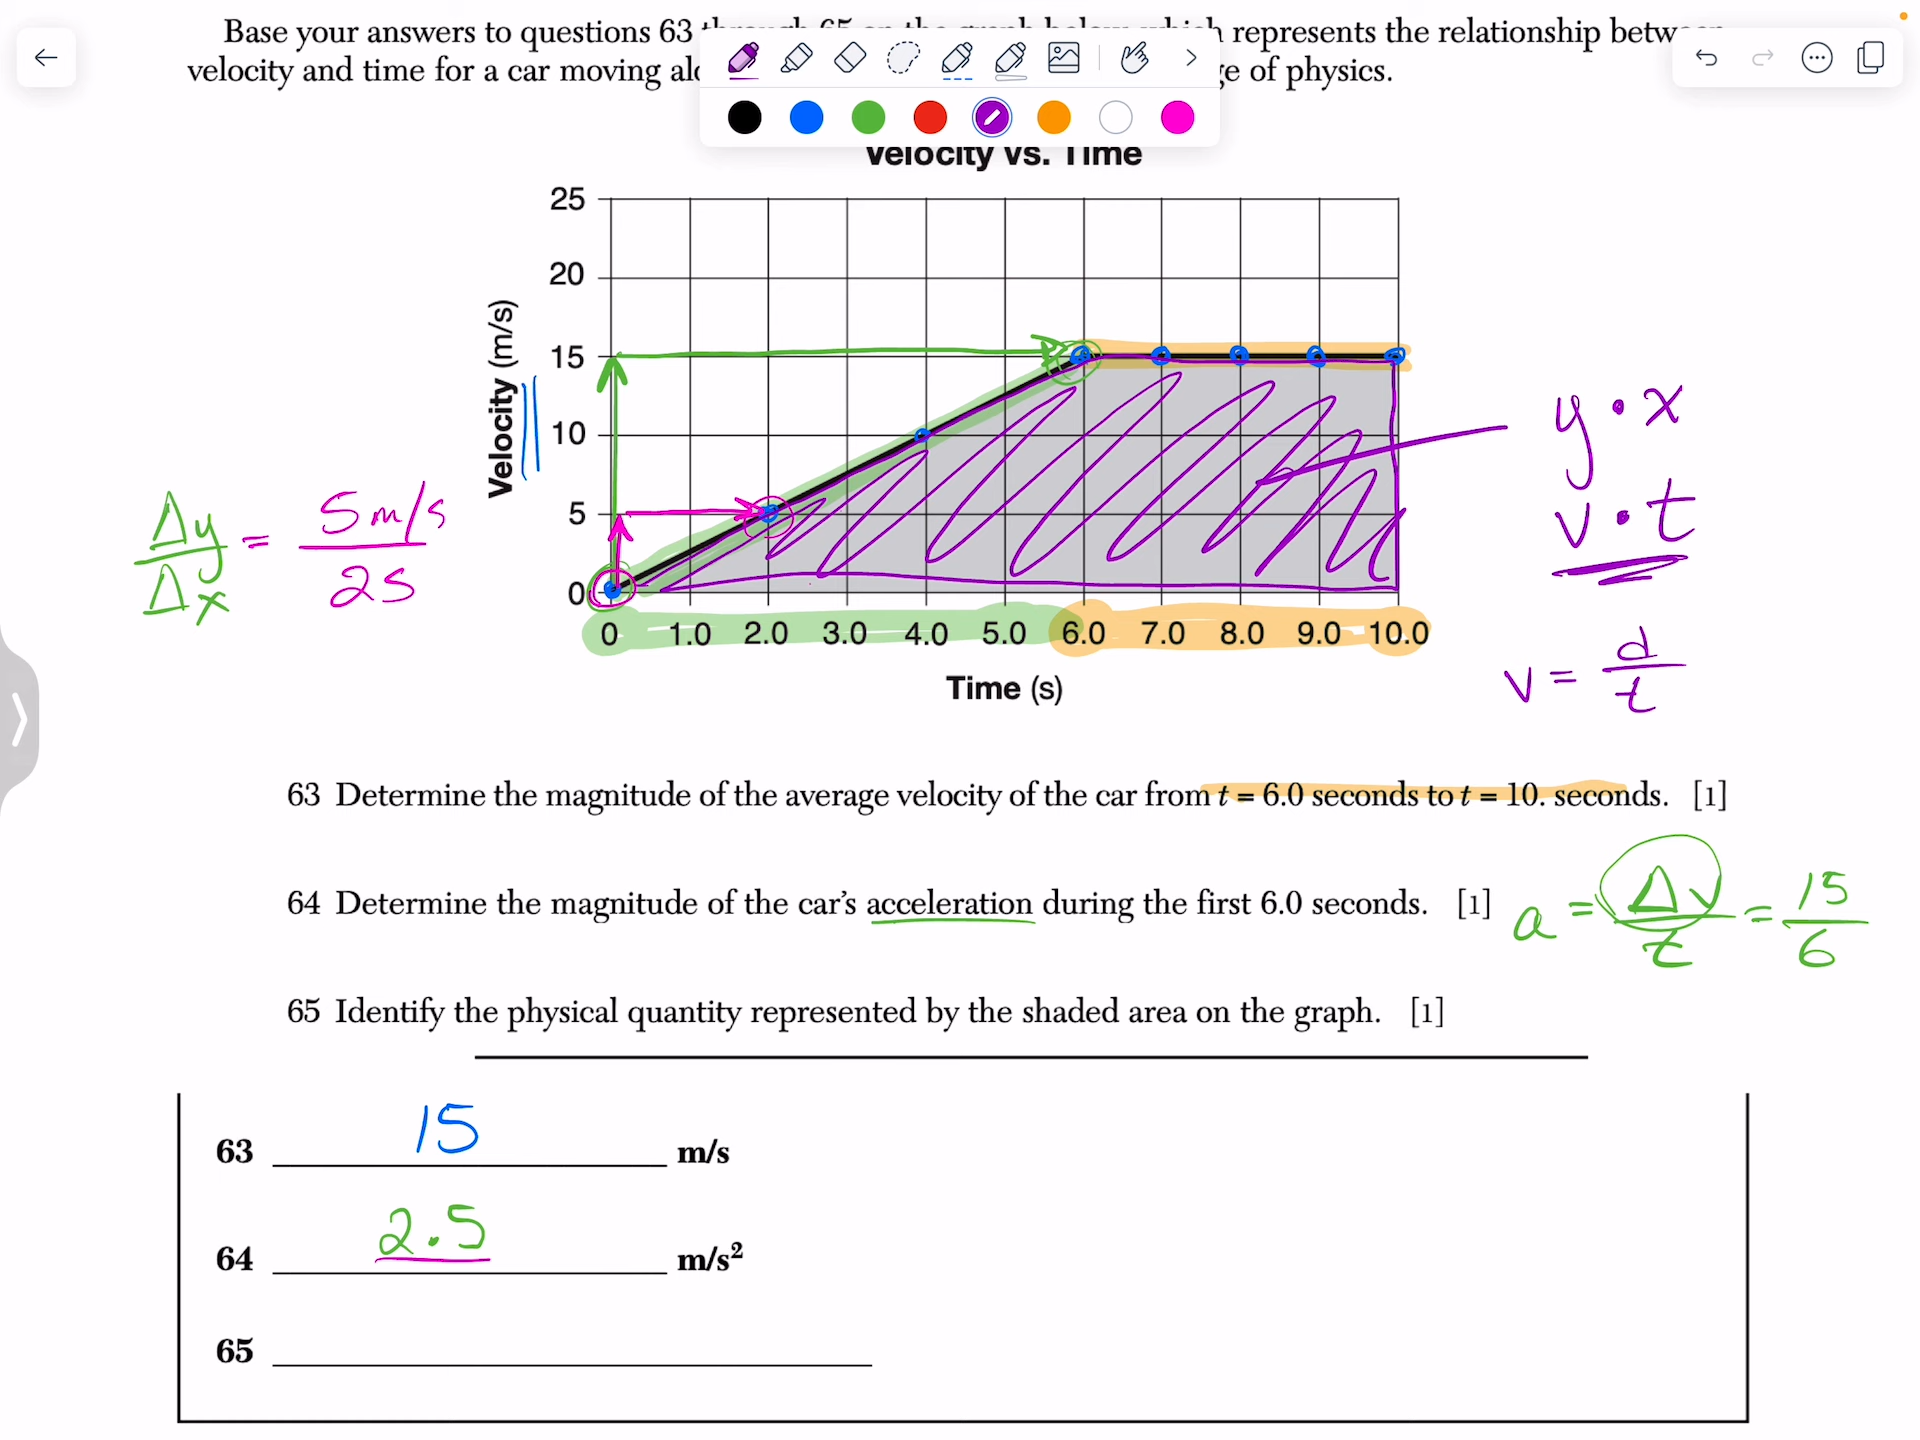 Base your answers to questions 63 represents the relationship
velocity and time for a car moving of physics.
Velocity vs. Time
25
20
15
10
5
0
Velocity (m/s)
0 1.0 2.0 3.0 4.0 5.0 6.0 7.0 8.0 9.0 10.0
Time (s)
Δy/Δx = 5m/s / 2s
y · x
v · t
v = d/t
63 Determine the magnitude of the average velocity of the car from t = 6.0 seconds to t = 10. seconds. [1]
64 Determine the magnitude of the car's acceleration during the first 6.0 seconds. [1]
a = Δv/t = 15/6
65 Identify the physical quantity represented by the shaded area on the graph. [1]
63 15 m/s
64 2.5 m/s²
65